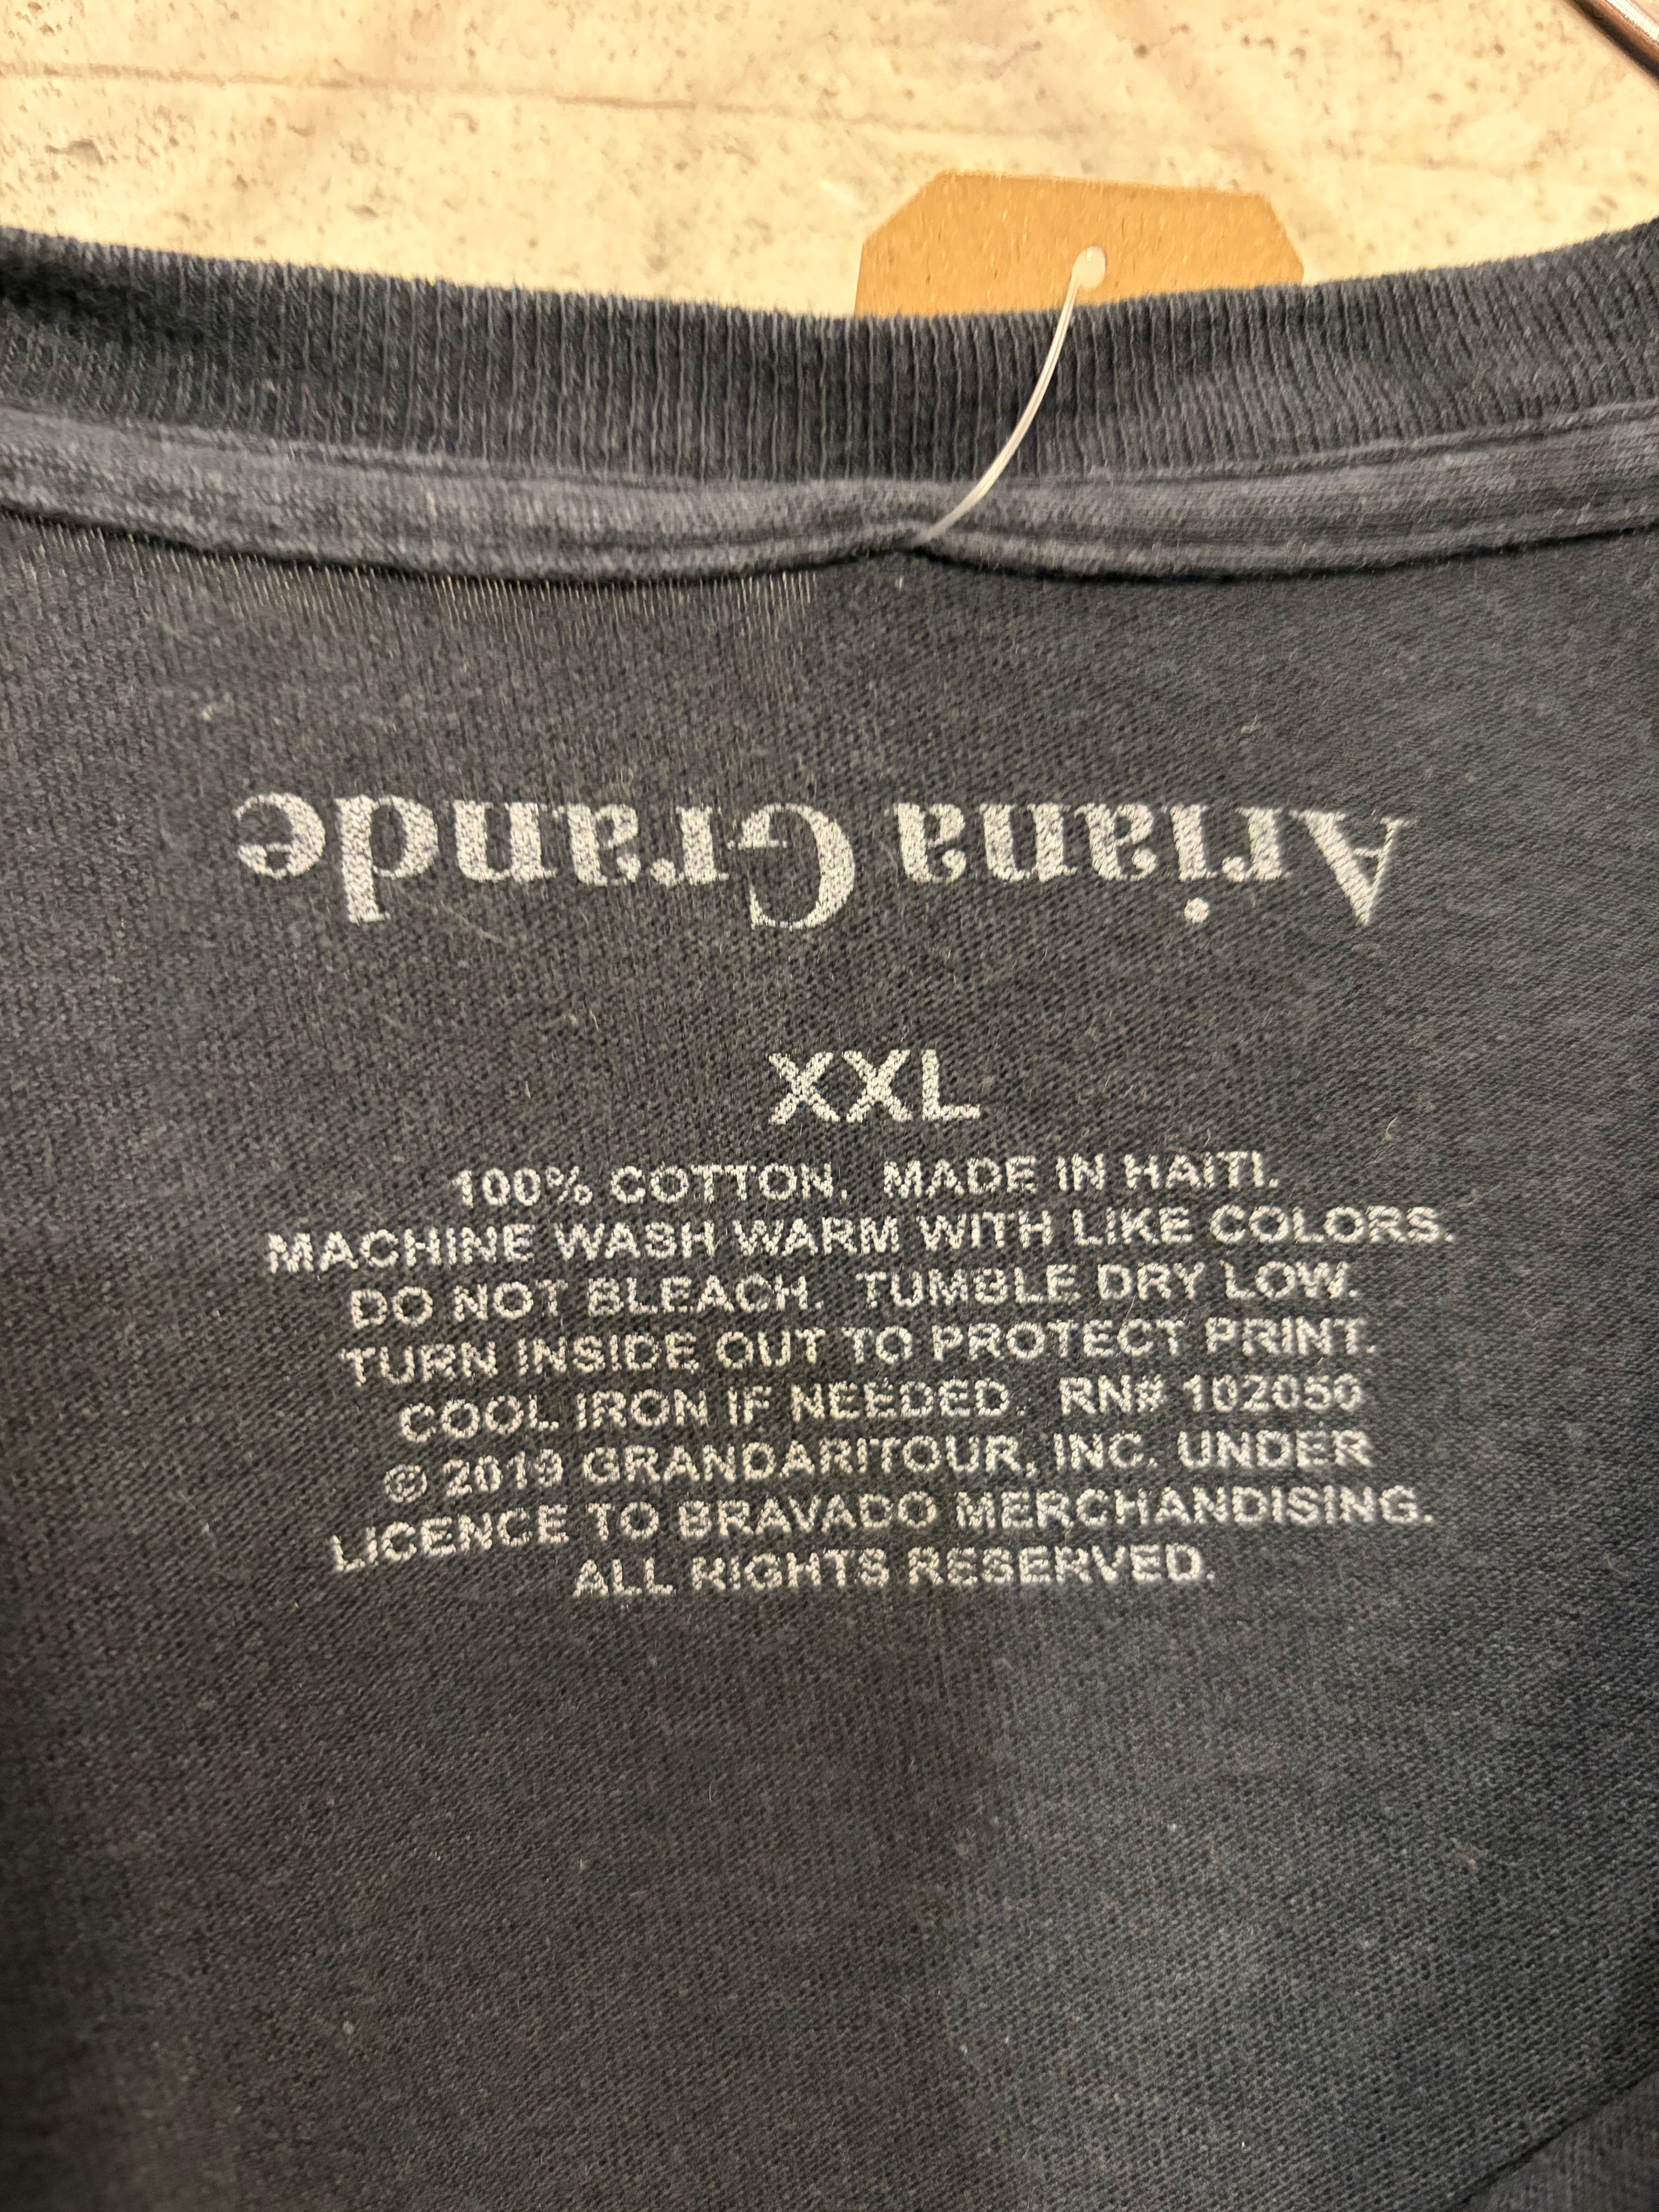 Ariana Grande
XXL
100% COTTON. MADE IN HAITI.
MACHINE WASH WARM WITH LIKE COLORS.
DO NOT BLEACH. TUMBLE DRY LOW.
TURN INSIDE OUT TO PROTECT PRINT.
COOL IRON IF NEEDED. RN# 102056
© 2019 GRANDARITOUR, INC. UNDER
LICENCE TO BRAVADO MERCHANDISING.
ALL RIGHTS RESERVED.